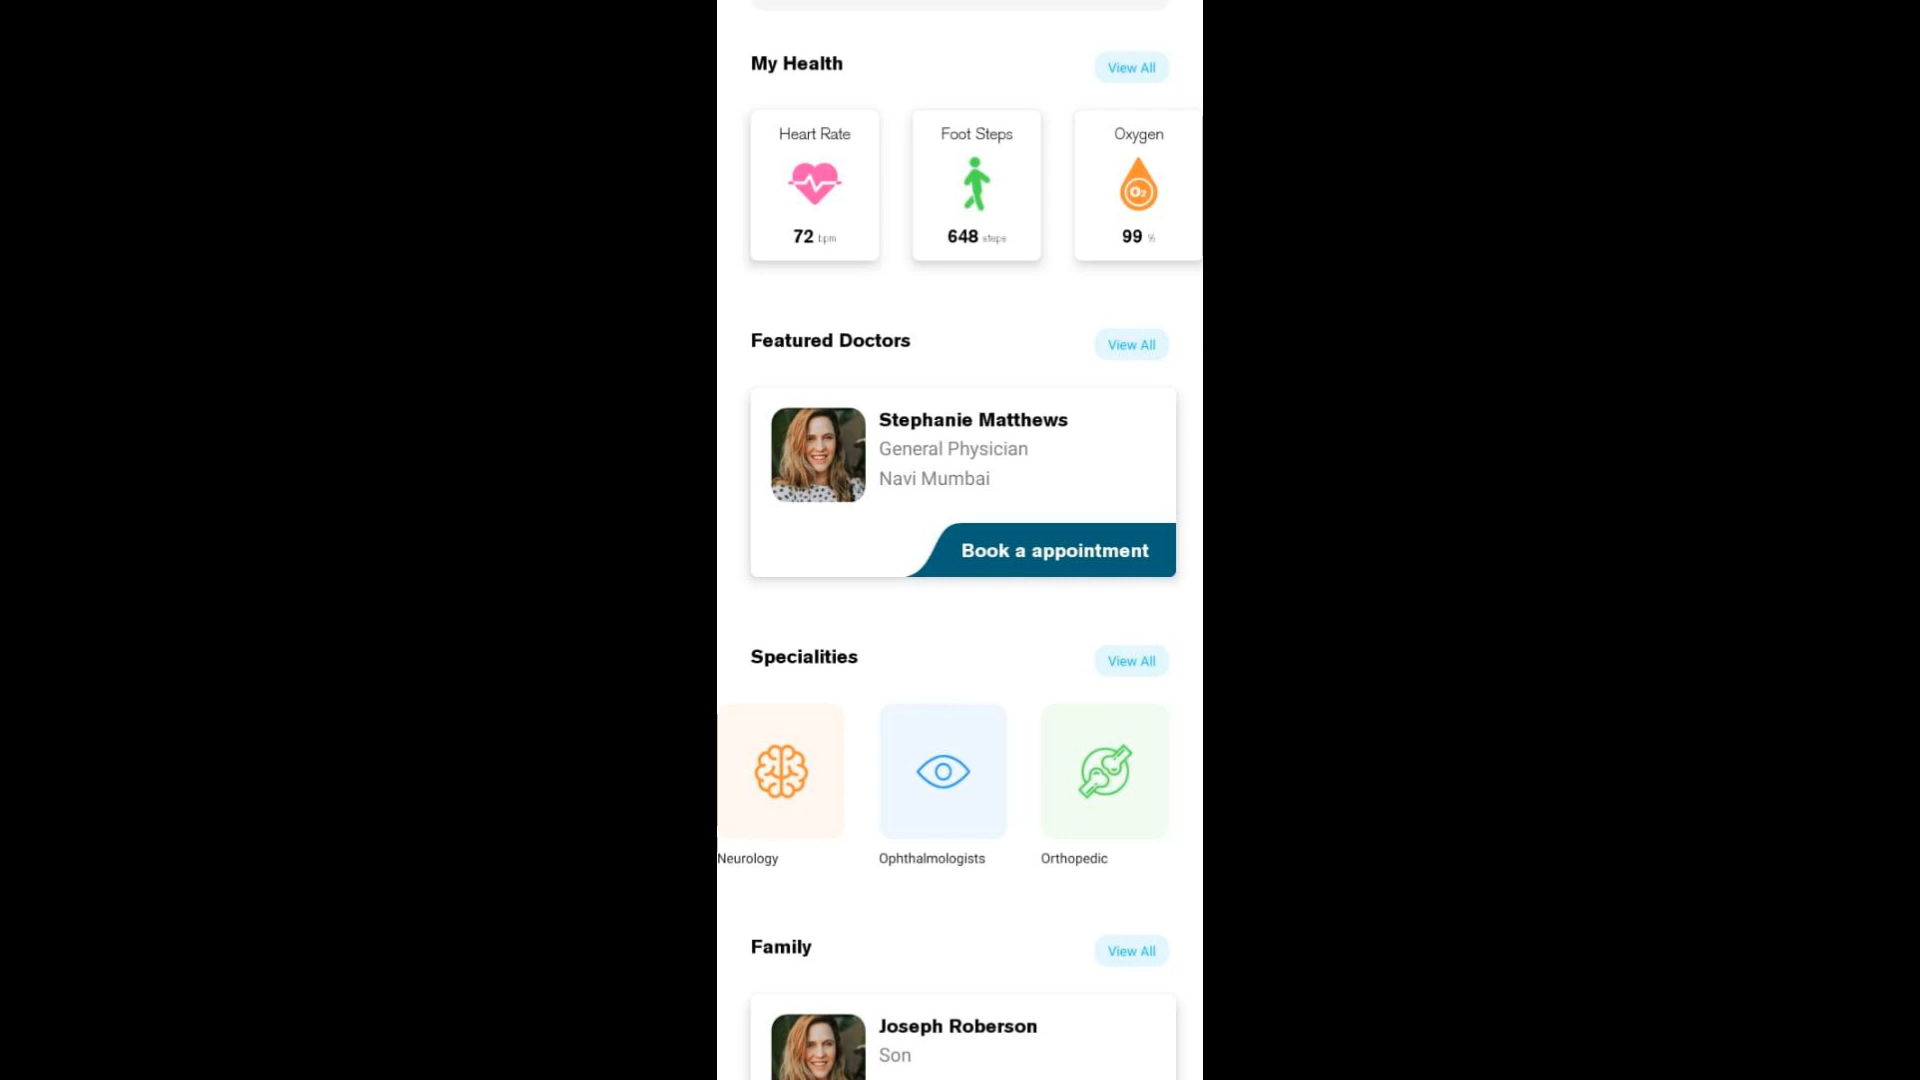 My Health
View All
Heart Rate
Foot Steps
Oxygen
O2
72 bpm
648 steps
99 %
Featured Doctors
View All
Stephanie Matthews
General Physician
Navi Mumbai
Book a appointment
Specialities
View All
Neurology
Ophthalmologists
Orthopedic
Family
View All
Joseph Roberson
Son